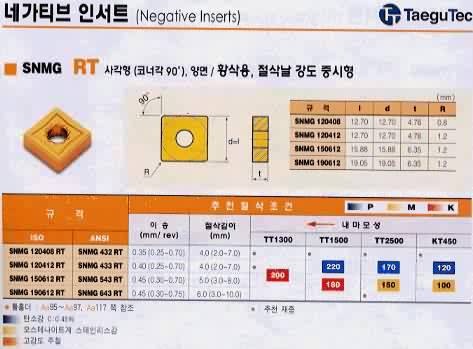 네가티브 인서트 (Negative Inserts)
TaeguTec
SNMG RT 사각형 (코너각 90°), 양면 / 황삭용, 절삭날 강도 중시형
(mm)
90°
d=l
R
t
규 격 l d t R
SNMG 120408 12.70 12.70 4.76 0.8
SNMG 120412 12.70 12.70 4.76 1.2
SNMG 150612 15.88 15.88 6.35 1.2
SNMG 190612 19.05 19.05 6.35 1.2
규 격 추천절삭조건 P M K
ISO ANSI 이 송 (mm/ rev) 절삭깊이 (mm) 내 마 모 성
TT1300 TT1500 TT2500 KT450
SNMG 120408 RT SNMG 432 RT 0.35 (0.25~0.70) 4.0 (2.0~7.0)
SNMG 120412 RT SNMG 433 RT 0.40 (0.25~0.70) 4.0 (2.0~7.0)
SNMG 150612 RT SNMG 543 RT 0.45 (0.25~0.70) 5.0 (3.0~8.0)
SNMG 190612 RT SNMG 643 RT 0.45 (0.30~0.75) 6.0 (3.0~10.0)
200 220 170 120
180 150 100
툴홀더 : Aa95~Aa97, Aa117 쪽 참조
추천 재종
탄소강
오스테나이트계 스테인리스강
고강도 주철